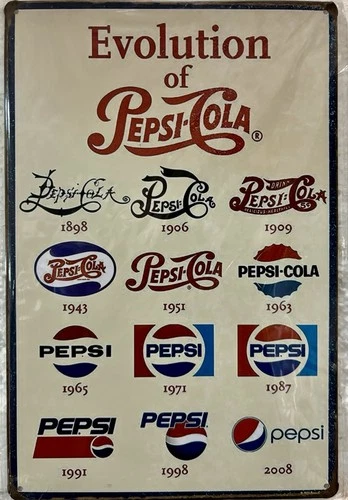 Evolution
of
PEPSI-COLA®
PEPSI-COLA PEPSI-COLA DRINK PEPSI-COLA 5¢
1898 1906 1909
PEPSI-COLA PEPSI-COLA PEPSI-COLA
1943 1951 1963
PEPSI PEPSI PEPSI
1965 1971 1987
PEPSI PEPSI pepsi
1991 1998 2008